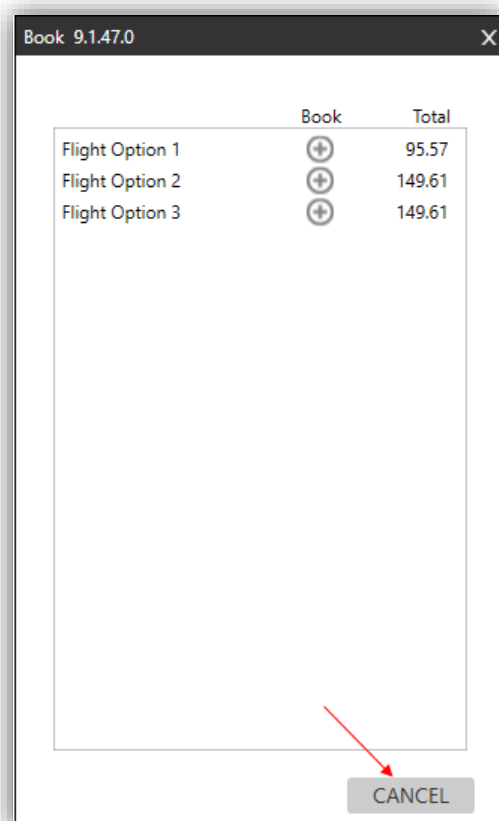 Book 9.1.47.0 X
Book Total
Flight Option 1 95.57
Flight Option 2 149.61
Flight Option 3 149.61
CANCEL